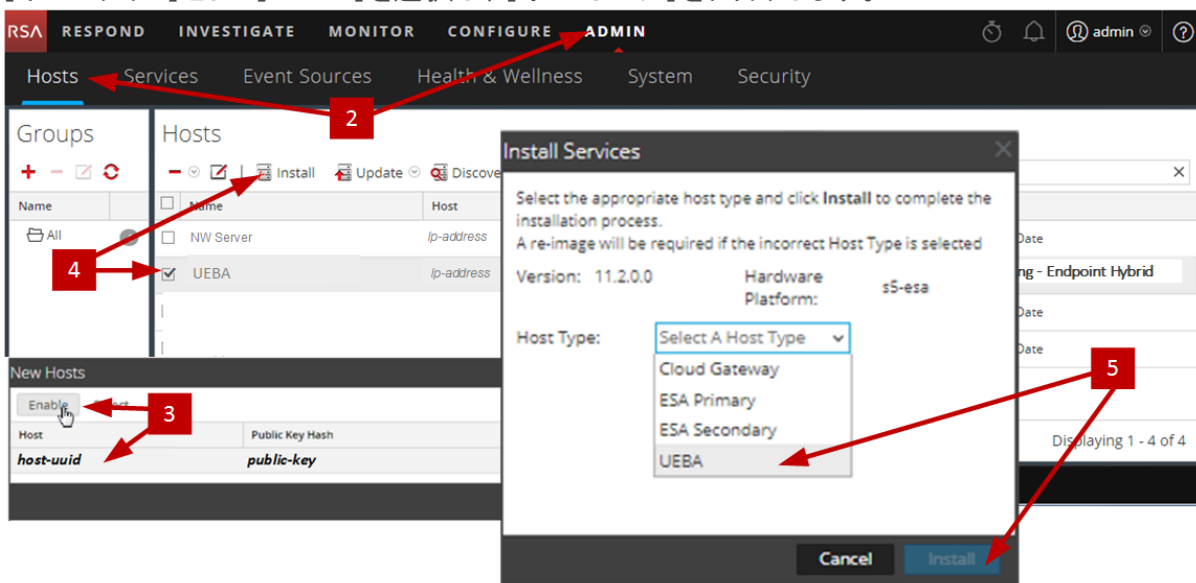 RSA RESPOND INVESTIGATE MONITOR CONFIGURE ADMIN admin ?
Hosts Services Event Sources Health & Wellness System Security
2
Groups
Hosts
Install Update Discove
Name
Name Host
All
NW Server ip-address
Date
4
UEBA ip-address
ng - Endpoint Hybrid
Date
Date
New Hosts
Enable
3
Host Public Key Hash
host-uuid public-key
Displaying 1 - 4 of 4
Install Services
Select the appropriate host type and click Install to complete the
installation process.
A re-image will be required if the incorrect Host Type is selected
Version: 11.2.0.0 Hardware
Platform: s5-esa
Host Type: Select A Host Type
Cloud Gateway
ESA Primary
ESA Secondary
UEBA
5
5
Cancel Install